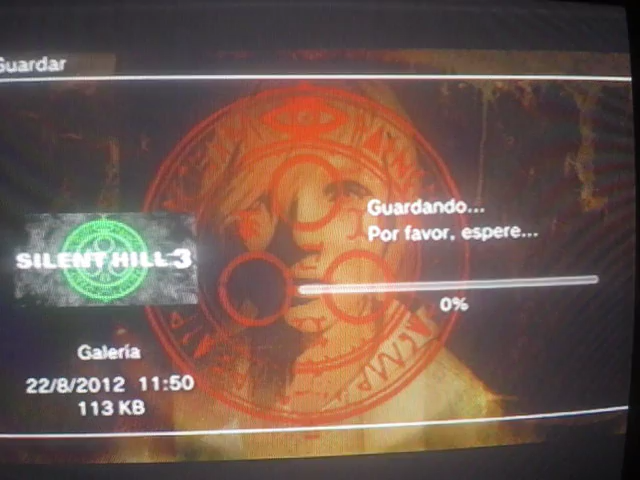 Guardar
Guardando...
Por favor, espere...
SILENT HILL 3
0%
Galería
22/8/2012 11:50
113 KB